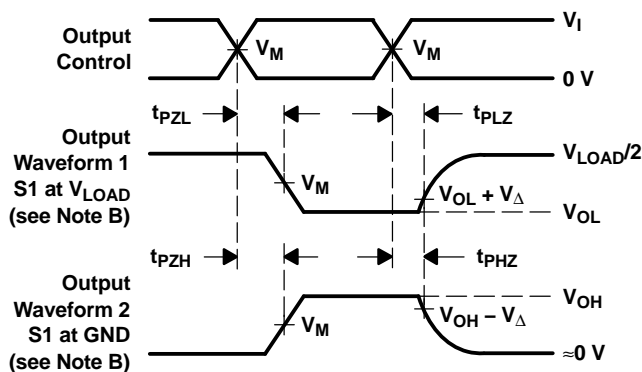 Output
Control
V_M
V_M
V_I
0 V
t_PZL
t_PLZ
Output
Waveform 1
S1 at V_LOAD
(see Note B)
V_M
V_OL + V_Δ
V_LOAD/2
V_OL
t_PZH
t_PHZ
Output
Waveform 2
S1 at GND
(see Note B)
V_M
V_OH − V_Δ
V_OH
≈0 V